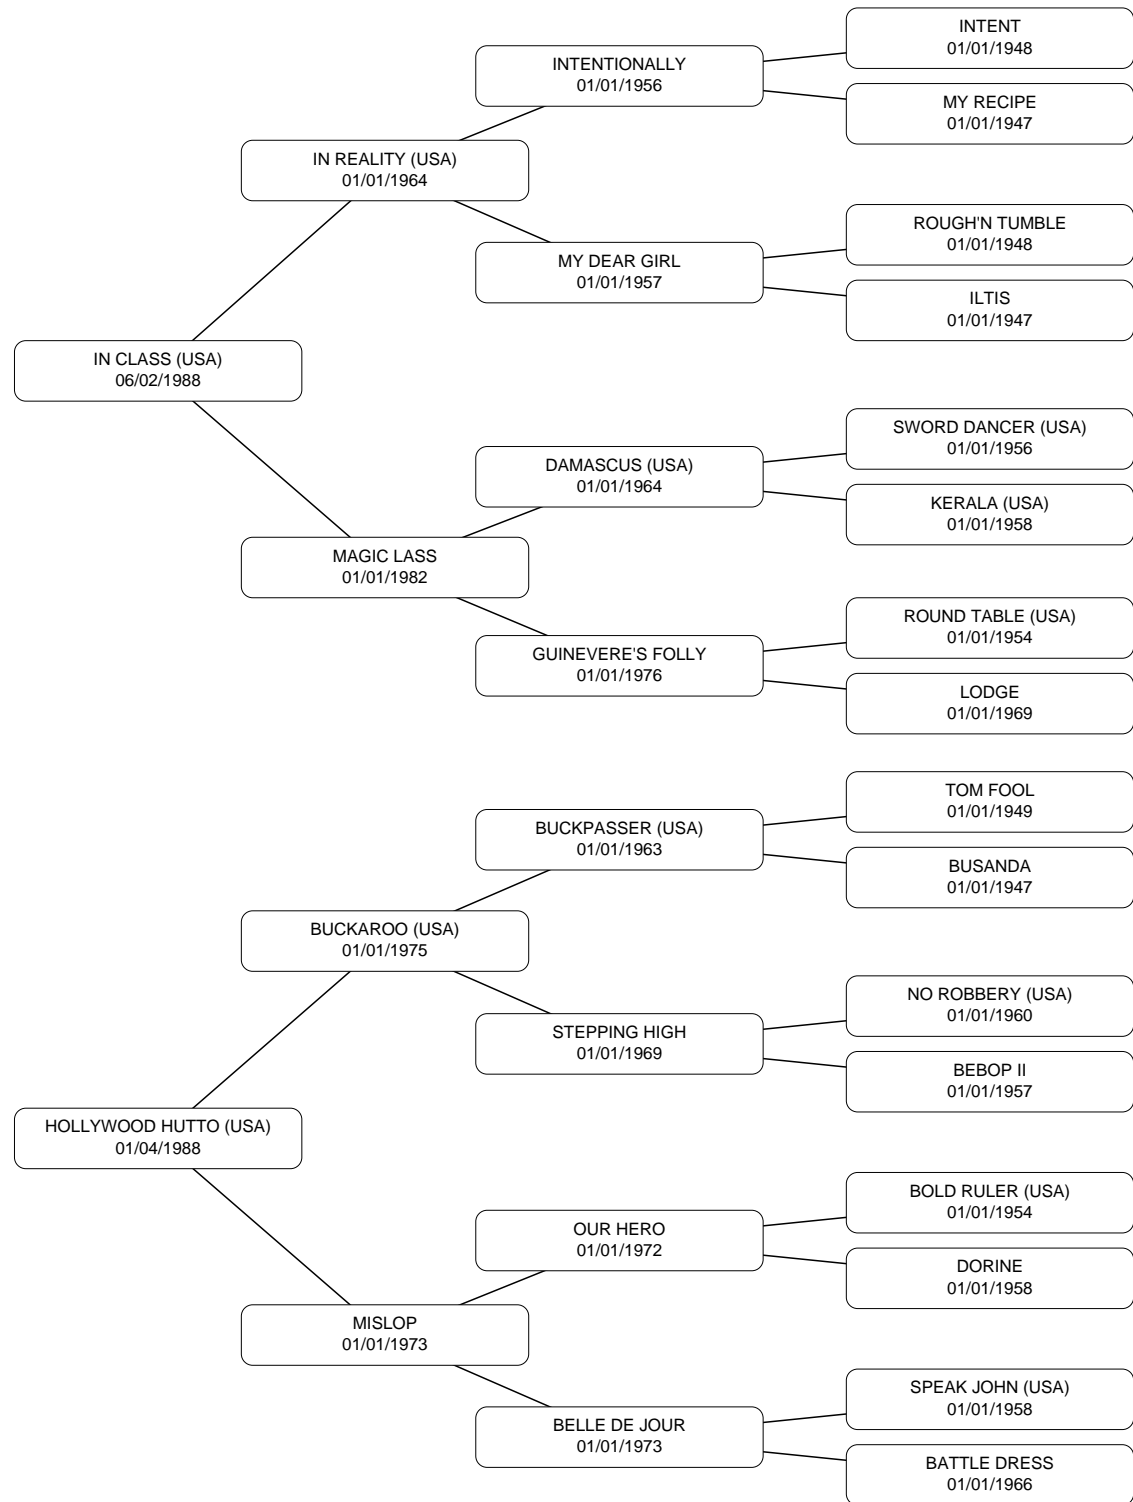 INTENT
01/01/1948
INTENTIONALLY
01/01/1956
MY RECIPE
01/01/1947
IN REALITY (USA)
01/01/1964
ROUGH'N TUMBLE
01/01/1948
MY DEAR GIRL
01/01/1957
ILTIS
01/01/1947
IN CLASS (USA)
06/02/1988
SWORD DANCER (USA)
01/01/1956
DAMASCUS (USA)
01/01/1964
KERALA (USA)
01/01/1958
MAGIC LASS
01/01/1982
ROUND TABLE (USA)
01/01/1954
GUINEVERE'S FOLLY
01/01/1976
LODGE
01/01/1969
TOM FOOL
01/01/1949
BUCKPASSER (USA)
01/01/1963
BUSANDA
01/01/1947
BUCKAROO (USA)
01/01/1975
NO ROBBERY (USA)
01/01/1960
STEPPING HIGH
01/01/1969
BEBOP II
01/01/1957
HOLLYWOOD HUTTO (USA)
01/04/1988
BOLD RULER (USA)
01/01/1954
OUR HERO
01/01/1972
DORINE
01/01/1958
MISLOP
01/01/1973
SPEAK JOHN (USA)
01/01/1958
BELLE DE JOUR
01/01/1973
BATTLE DRESS
01/01/1966